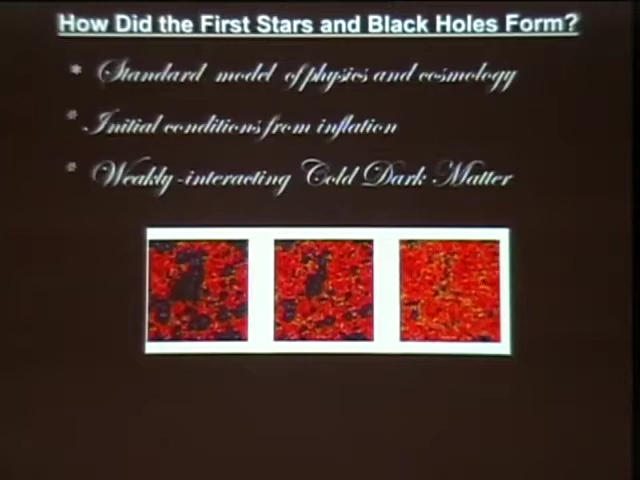 How Did the First Stars and Black Holes Form?
* Standard model of physics and cosmology
* Initial conditions from inflation
* Weakly-interacting Cold Dark Matter